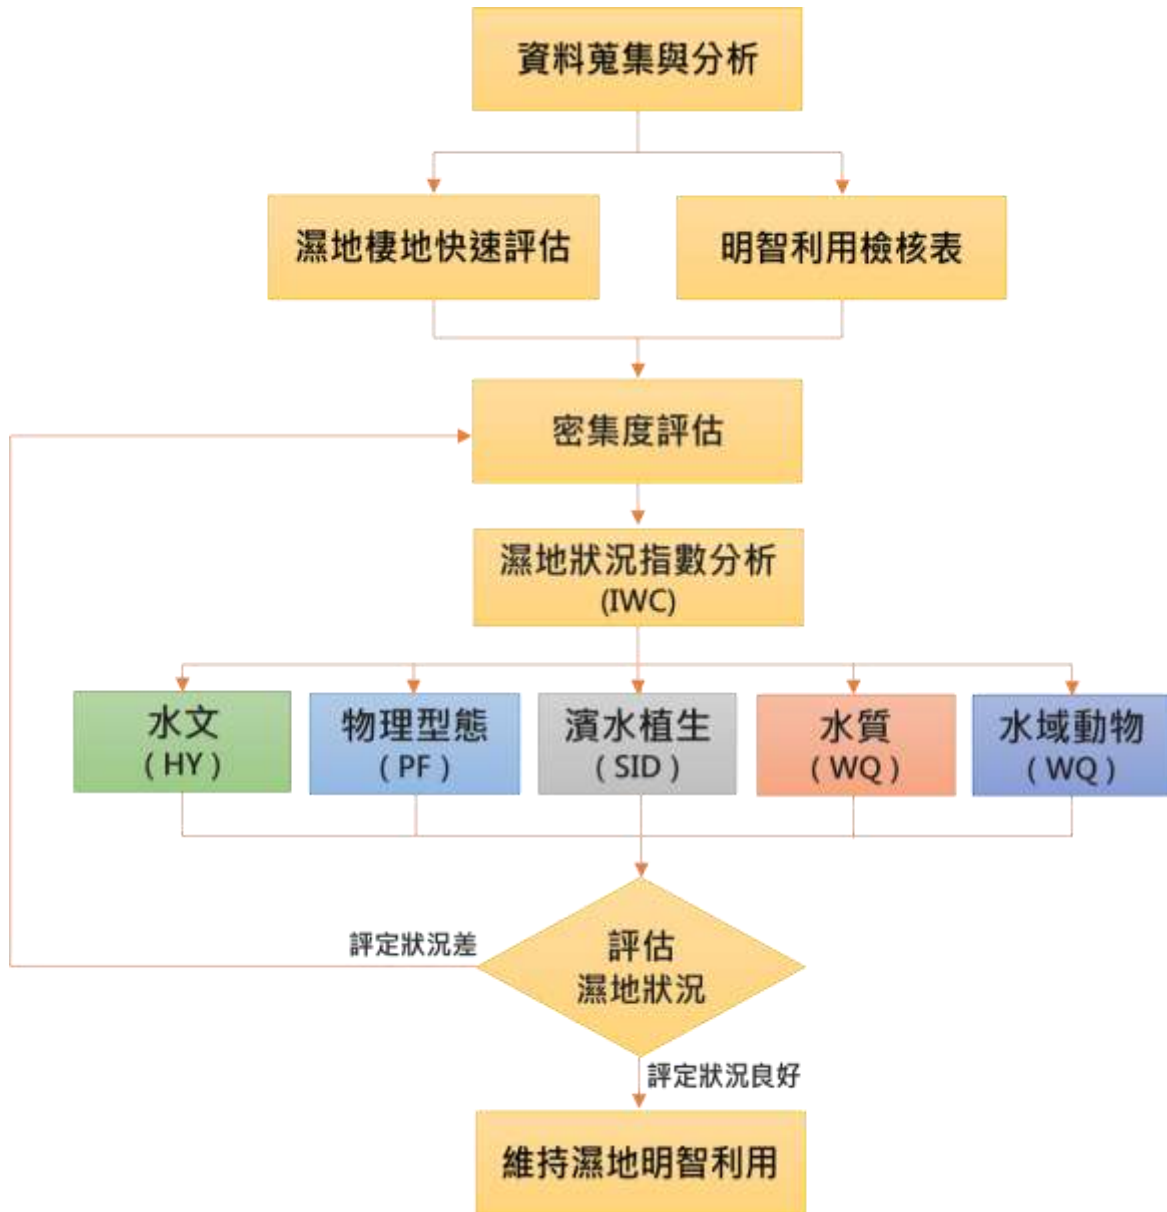 資料蒐集與分析
濕地棲地快速評估
明智利用檢核表
密集度評估
濕地狀況指數分析
(IWC)
水文
( HY )
物理型態
( PF )
濱水植生
( SID )
水質
( WQ )
水域動物
( WQ )
評估
濕地狀況
評定狀況差
評定狀況良好
維持濕地明智利用